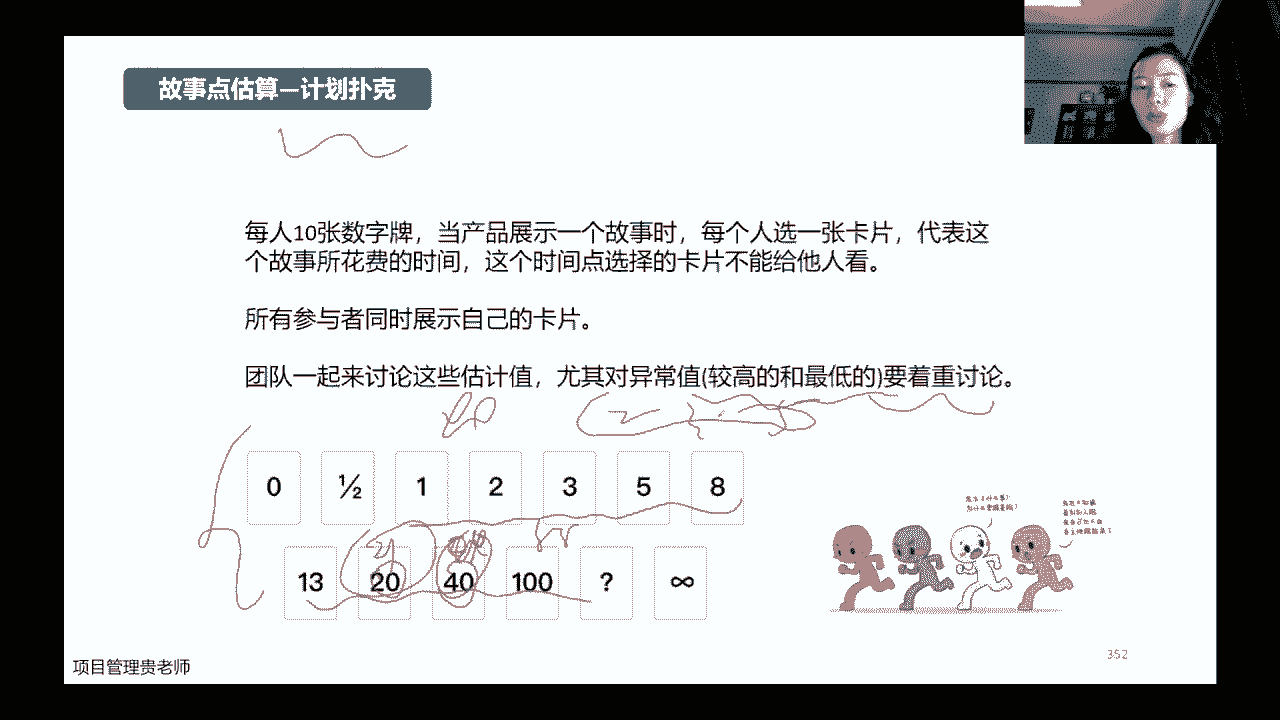 故事点估算—计划扑克
每人10张数字牌，当产品展示一个故事时，每个人选一张卡片，代表这
个故事所花费的时间，这个时间点选择的卡片不能给他人看。
所有参与者同时展示自己的卡片。
团队一起来讨论这些估计值，尤其对异常值(较高的和最低的)要着重讨论。
0 ½ 1 2 3 5 8
21
13 20 40 100 ? ∞
352
项目管理贵老师